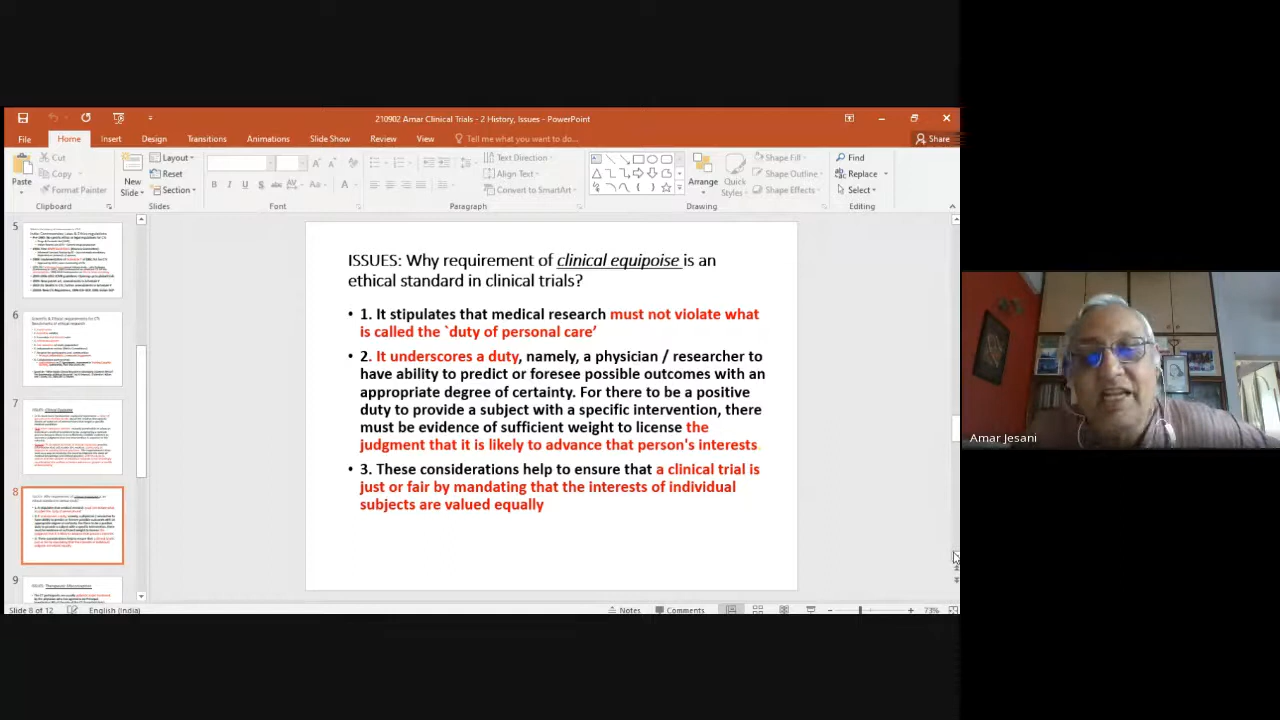 210902 Amar Clinical Trials - 2 History, Issues - PowerPoint
File Home Insert Design Transitions Animations Slide Show Review View Tell me what you want to do... Share
Paste
Cut
Copy
Format Painter
Clipboard
New
Slide
Layout
Reset
Section
Slides
Font
Text Direction
Align Text
Convert to SmartArt
Paragraph
Arrange
Quick
Styles
Shape Fill
Shape Outline
Shape Effects
Drawing
Find
Replace
Select
Editing
5
6
7
8
9
ISSUES: Why requirement of clinical equipoise is an
ethical standard in clinical trials?
• 1. It stipulates that medical research must not violate what
is called the `duty of personal care'
• 2. It underscores a duty, namely, a physician / researcher to
have ability to predict or foresee possible outcomes with an
appropriate degree of certainty. For there to be a positive
duty to provide a subject with a specific intervention, there
must be evidence of sufficient weight to license the
judgment that it is likely to advance that person's interests.
• 3. These considerations help to ensure that a clinical trial is
just or fair by mandating that the interests of individual
subjects are valued equally
Amar Jesani
Slide 8 of 12 English (India) Notes Comments 73%